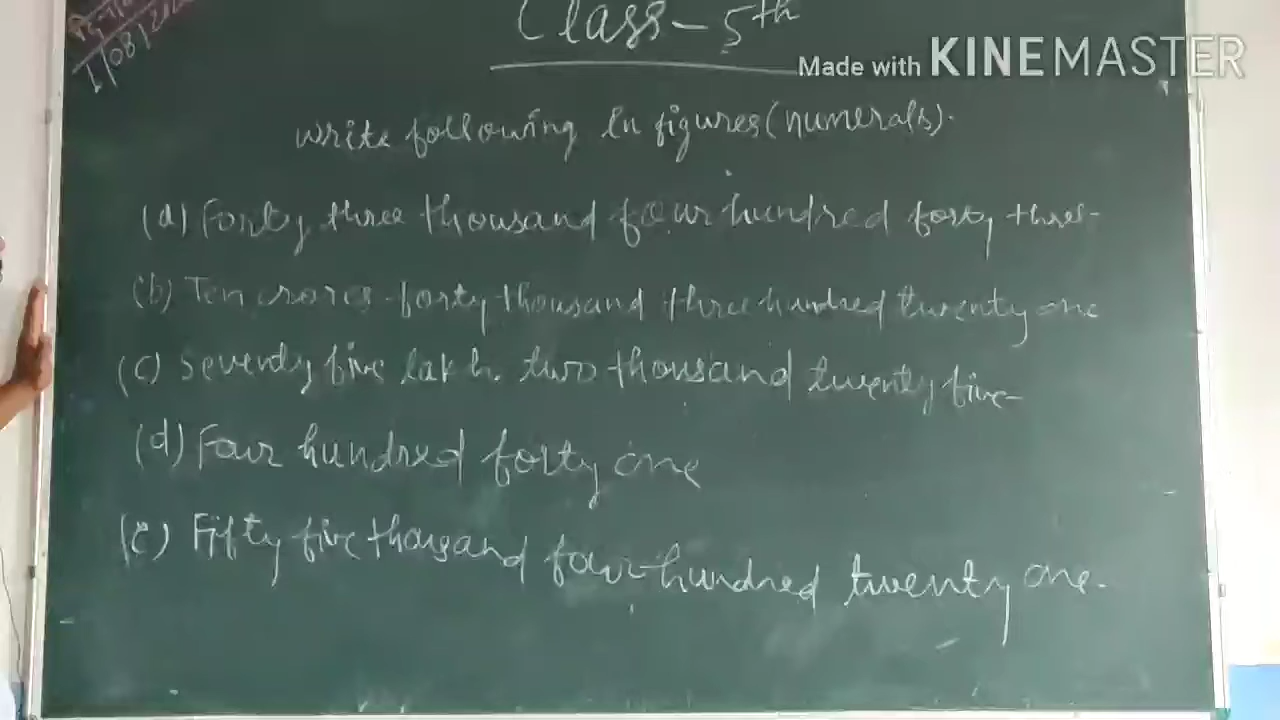 Class - 5th
Made with KINEMASTER
write following in figures (numerals).
(a) Forty three thousand four hundred forty three-
(b) Ten crores forty thousand three hundred twenty one
(c) Seventy five lakh two thousand twenty five-
(d) Four hundred forty one
(e) Fifty five thousand four hundred twenty one.